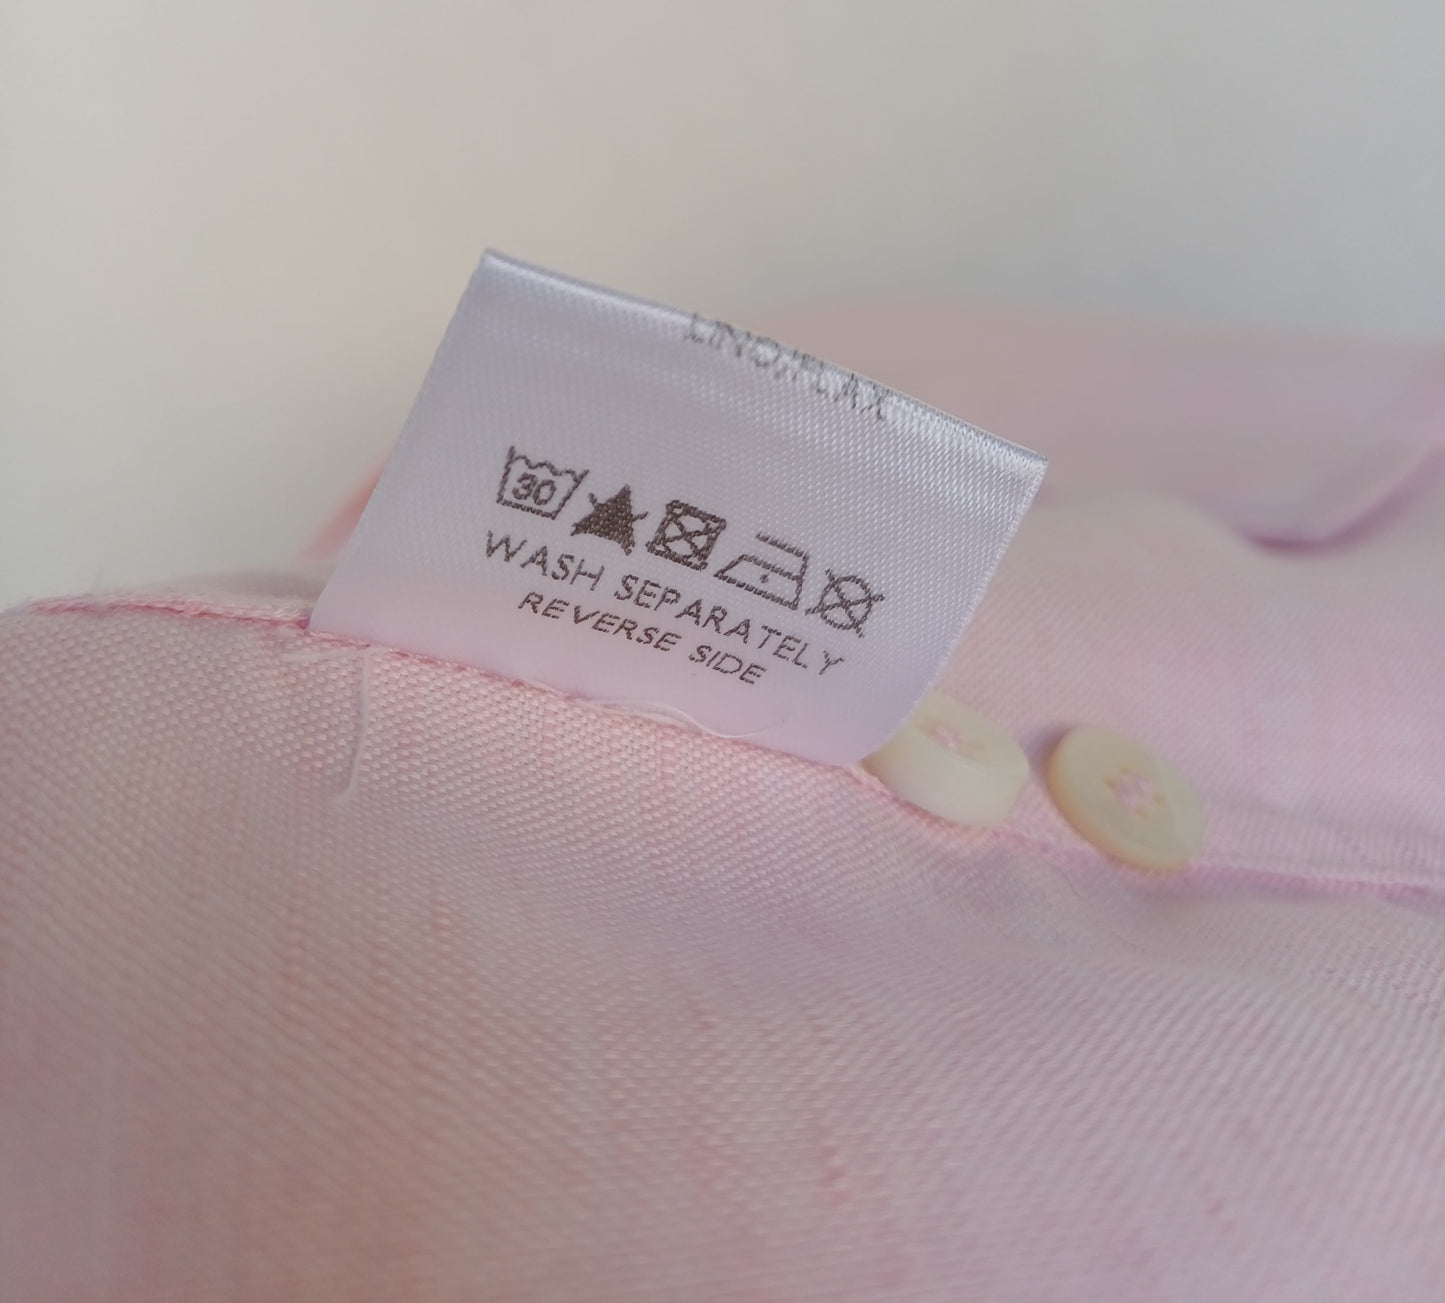 LINO/FLAX
30
WASH SEPARATELY
REVERSE SIDE